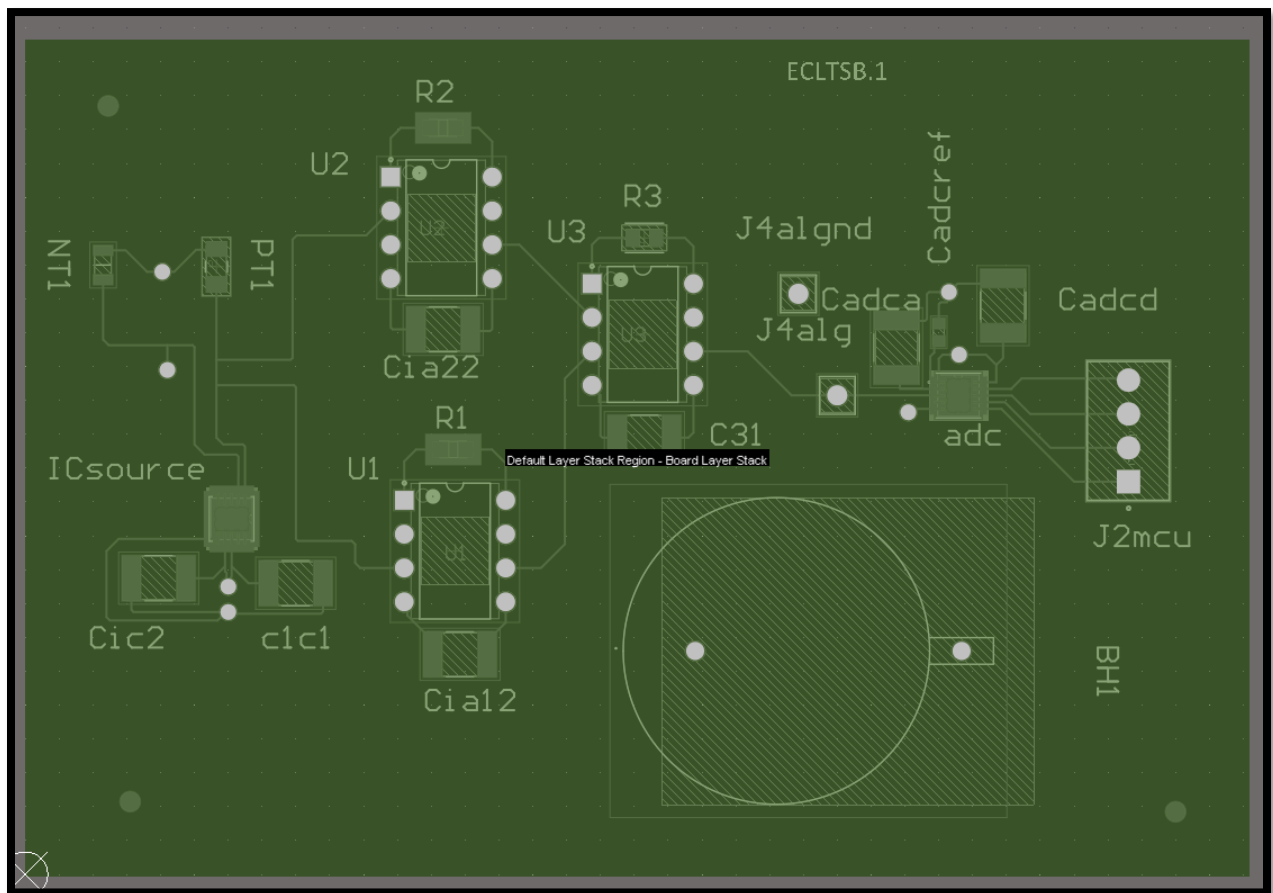 ECLTSB.1
R2
U2
U2
R3
U3
U3
J4algnd
Cadcref
NT1
PT1
Cadca
Cadcd
J4alg
Cia22
R1
C31
adc
Default Layer Stack Region - Board Layer Stack
ICsource
U1
U1
J2mcu
Cic2
c1c1
BH1
Cia12